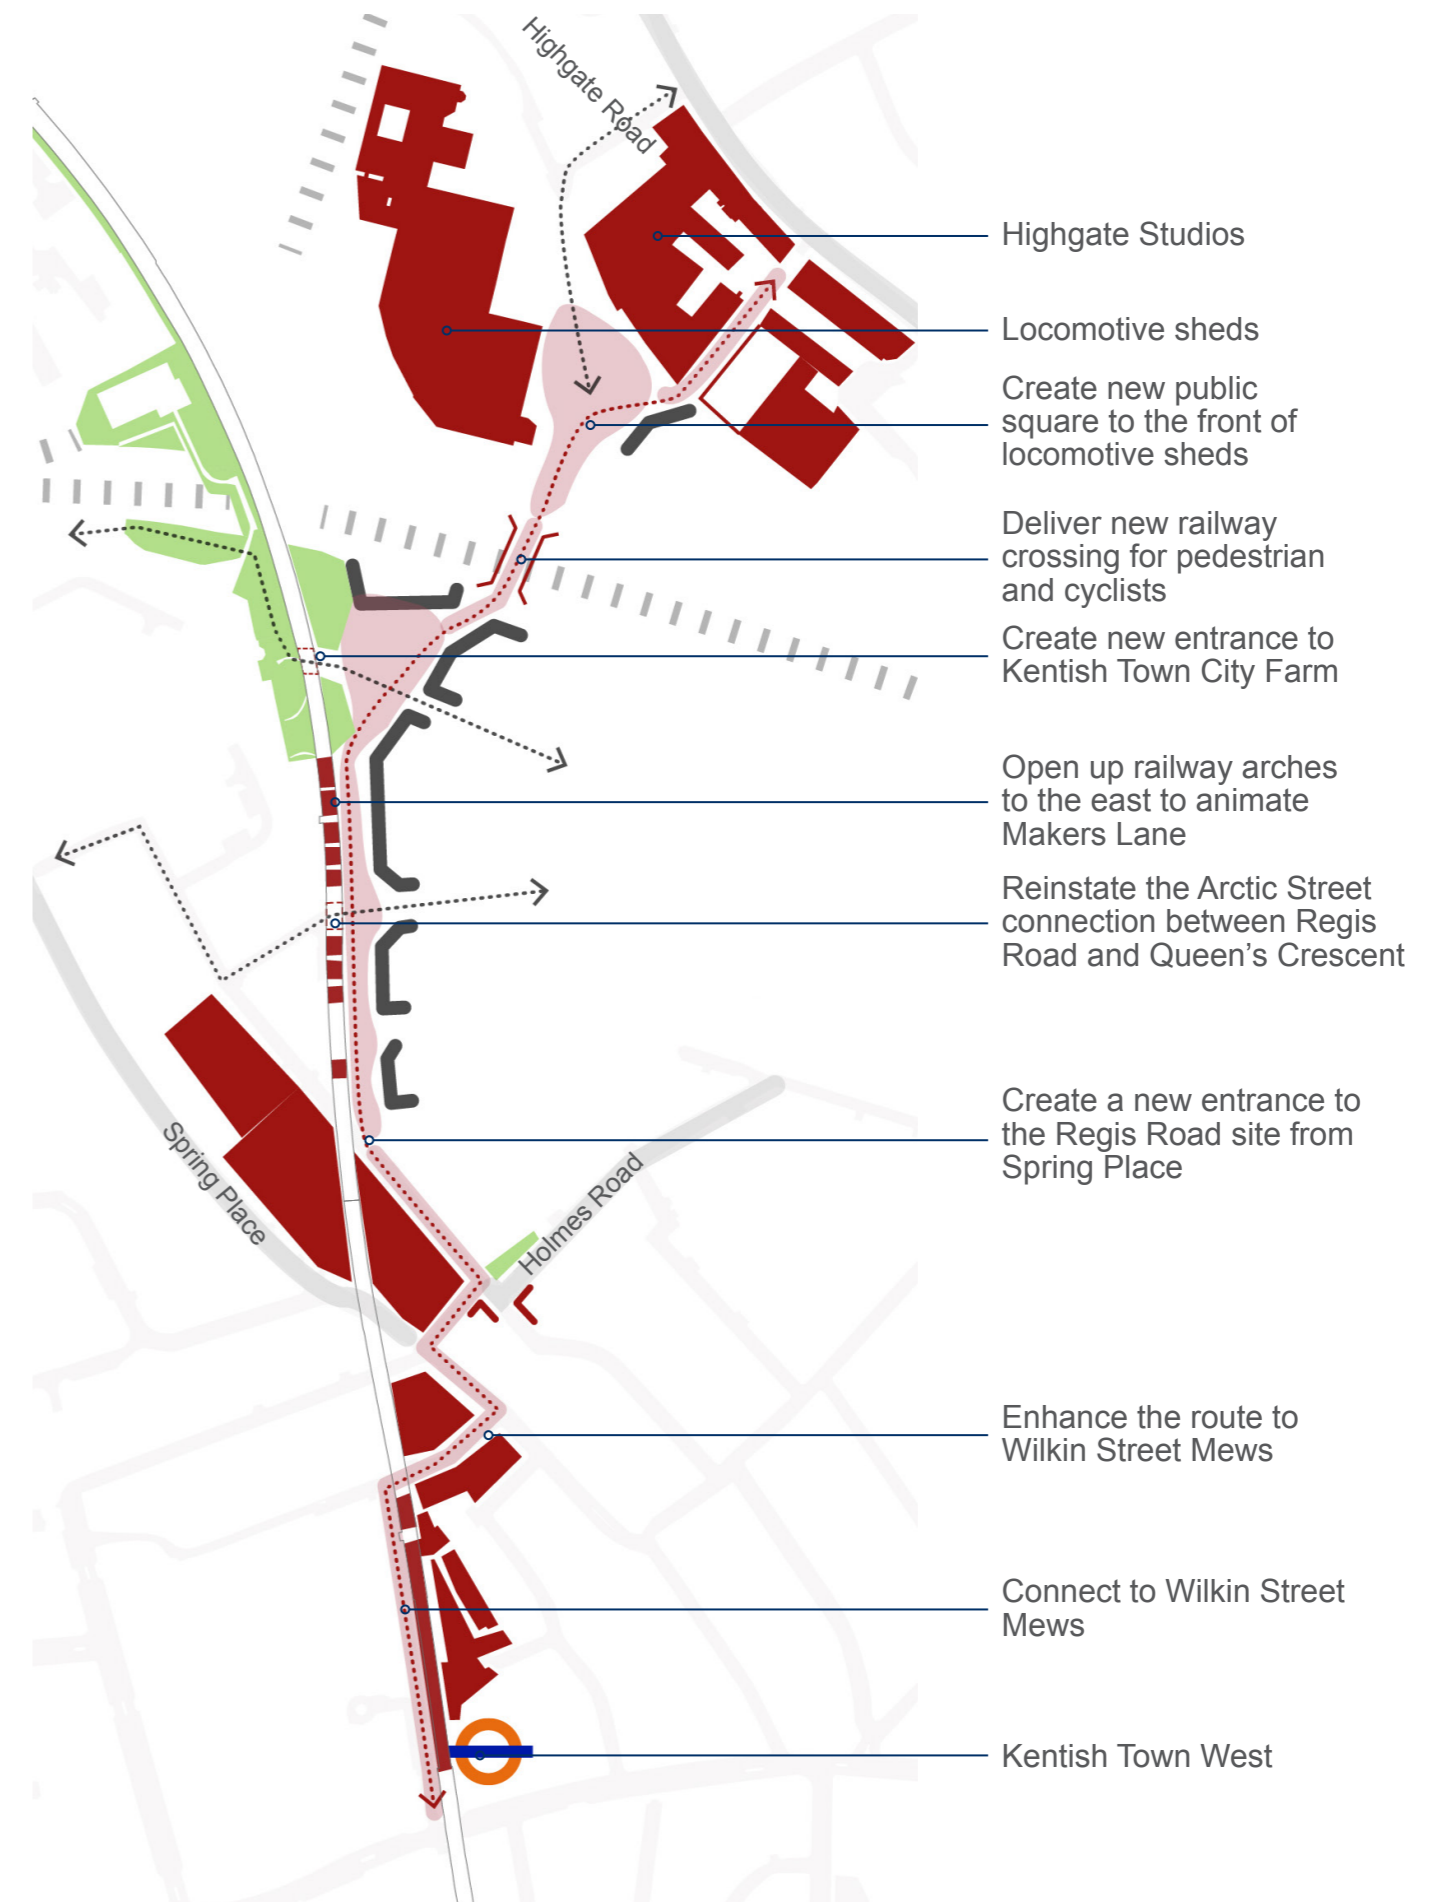 Highgate Road
Highgate Studios
Locomotive sheds
Create new public
square to the front of
locomotive sheds
Deliver new railway
crossing for pedestrian
and cyclists
Create new entrance to
Kentish Town City Farm
Open up railway arches
to the east to animate
Makers Lane
Reinstate the Arctic Street
connection between Regis
Road and Queen’s Crescent
Create a new entrance to
the Regis Road site from
Spring Place
Spring Place
Holmes Road
Enhance the route to
Wilkin Street Mews
Connect to Wilkin Street
Mews
Kentish Town West